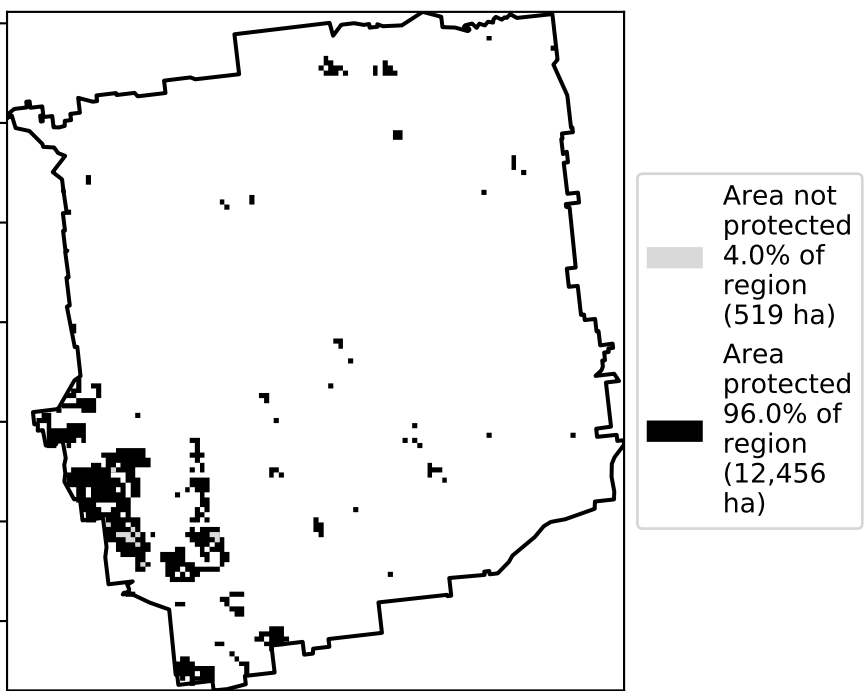 Area not
protected
4.0% of
region
(519 ha)
Area
protected
96.0% of
region
(12,456
ha)